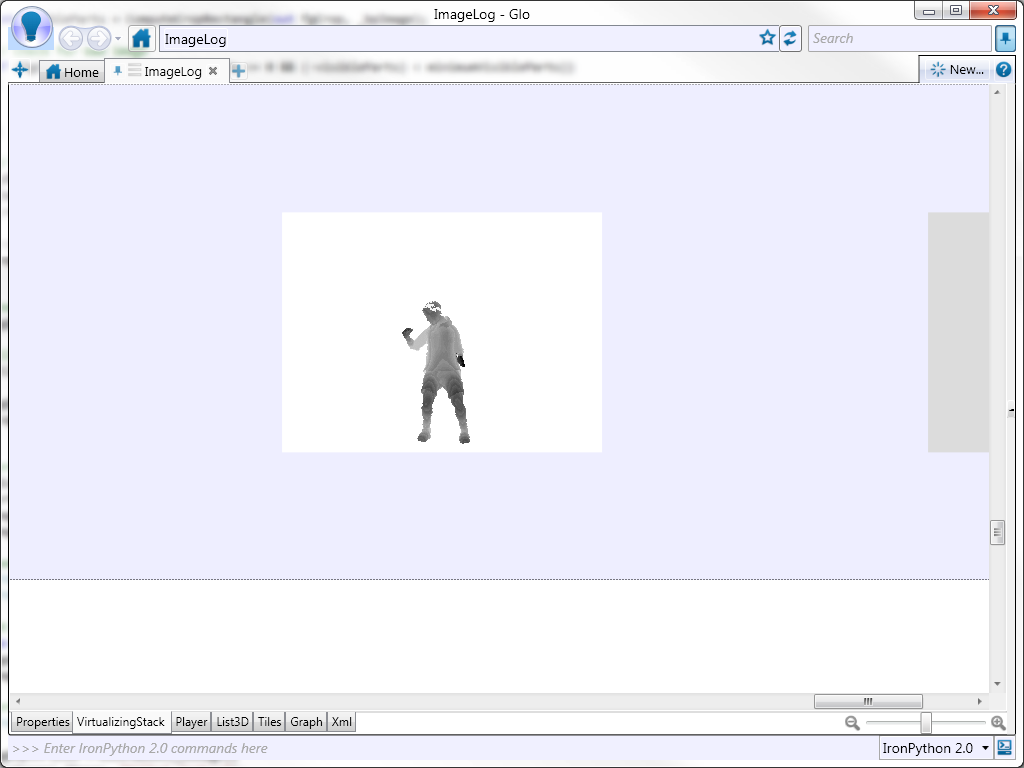 ImageLog - Glo
ImageLog
Search
Home
ImageLog
New...
Properties
VirtualizingStack
Player
List3D
Tiles
Graph
Xml
>>> Enter IronPython 2.0 commands here
IronPython 2.0